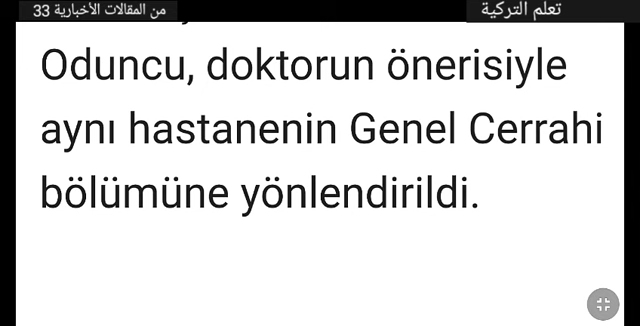 من المقالات الأخبارية 33
تعلم التركية
Oduncu, doktorun önerisiyle
aynı hastanenin Genel Cerrahi
bölümüne yönlendirildi.